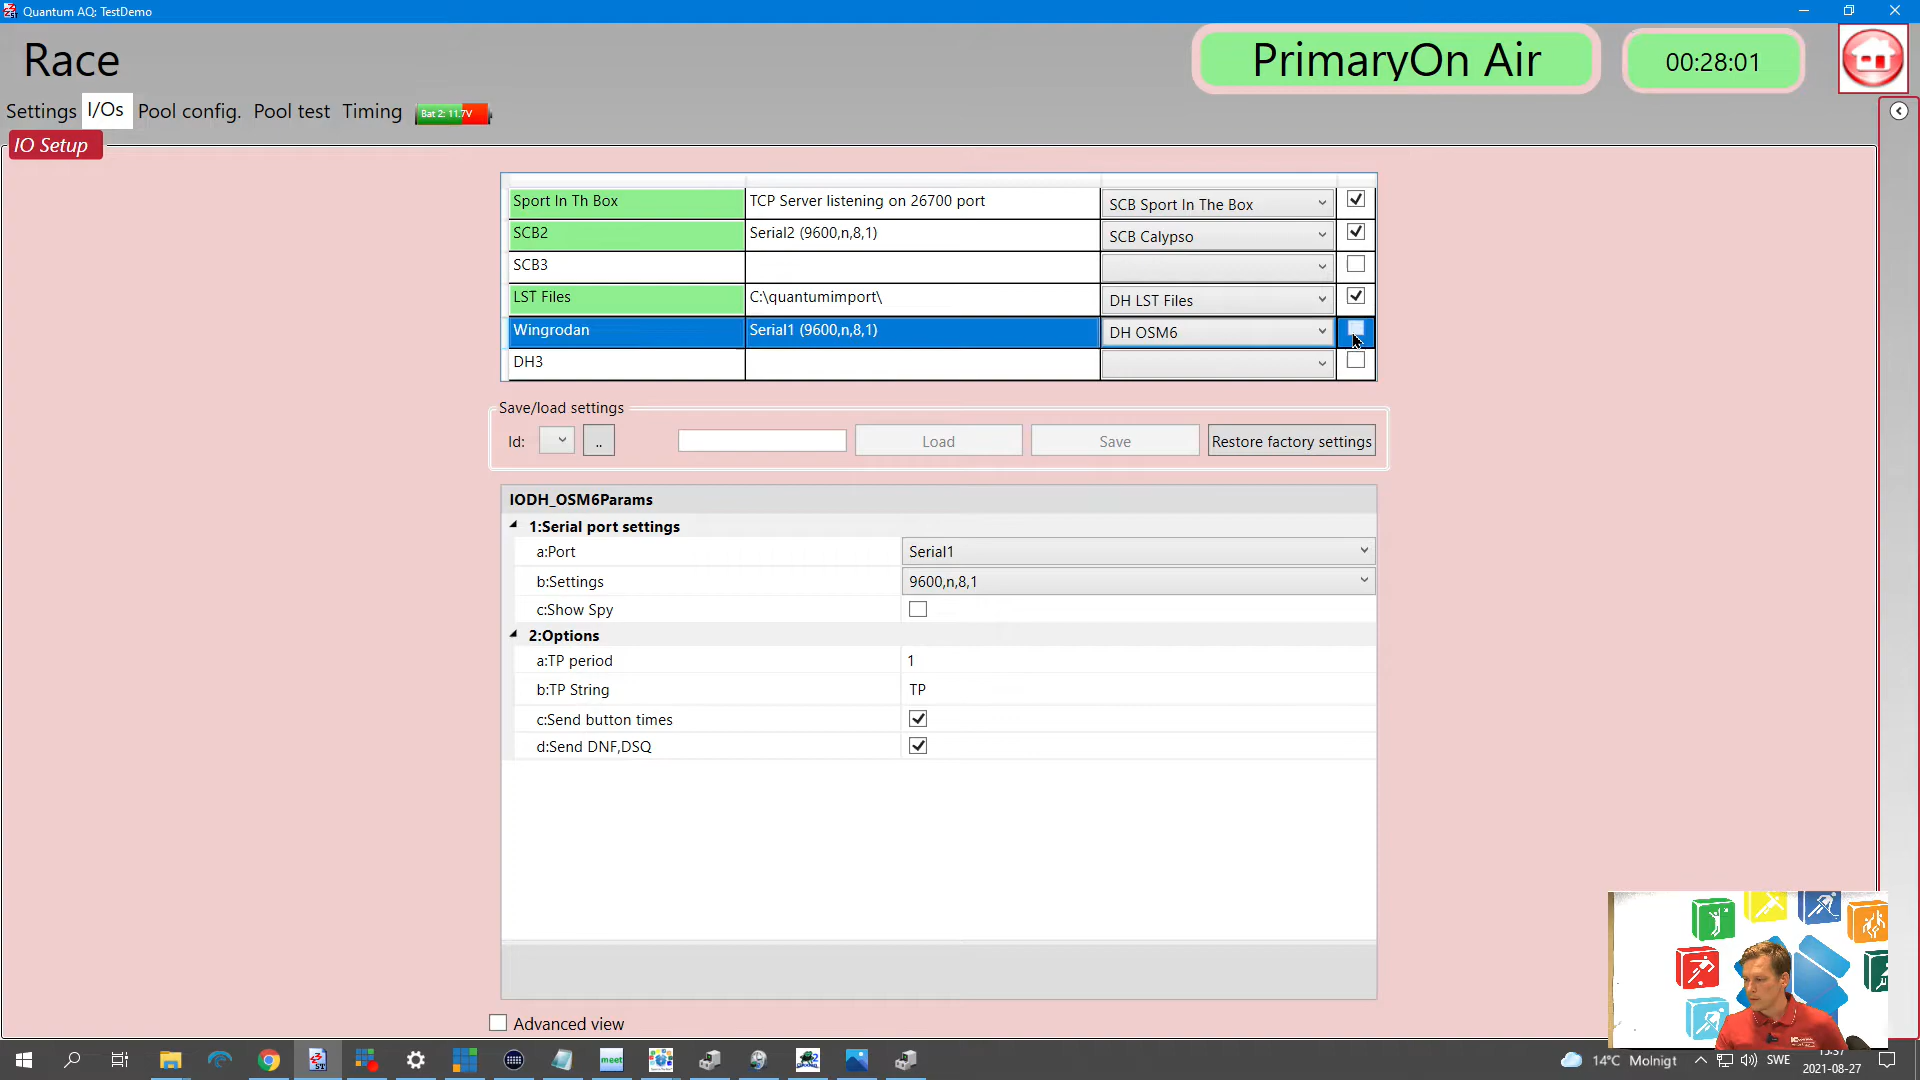 Quantum AQ: TestDemo
Race
PrimaryOn Air
00:28:01
Settings I/Os Pool config. Pool test Timing Bat 2: 11.7V
IO Setup
Sport In Th Box TCP Server listening on 26700 port SCB Sport In The Box
SCB2 Serial2 (9600,n,8,1) SCB Calypso
SCB3
LST Files C:\quantumimport\ DH LST Files
Wingrodan Serial1 (9600,n,8,1) DH OSM6
DH3
Save/load settings
Id: .. Load Save Restore factory settings
IODH_OSM6Params
1:Serial port settings
a:Port Serial1
b:Settings 9600,n,8,1
c:Show Spy
2:Options
a:TP period 1
b:TP String TP
c:Send button times
d:Send DNF,DSQ
Advanced view
meet
14°C Molnigt SWE
2021-08-27